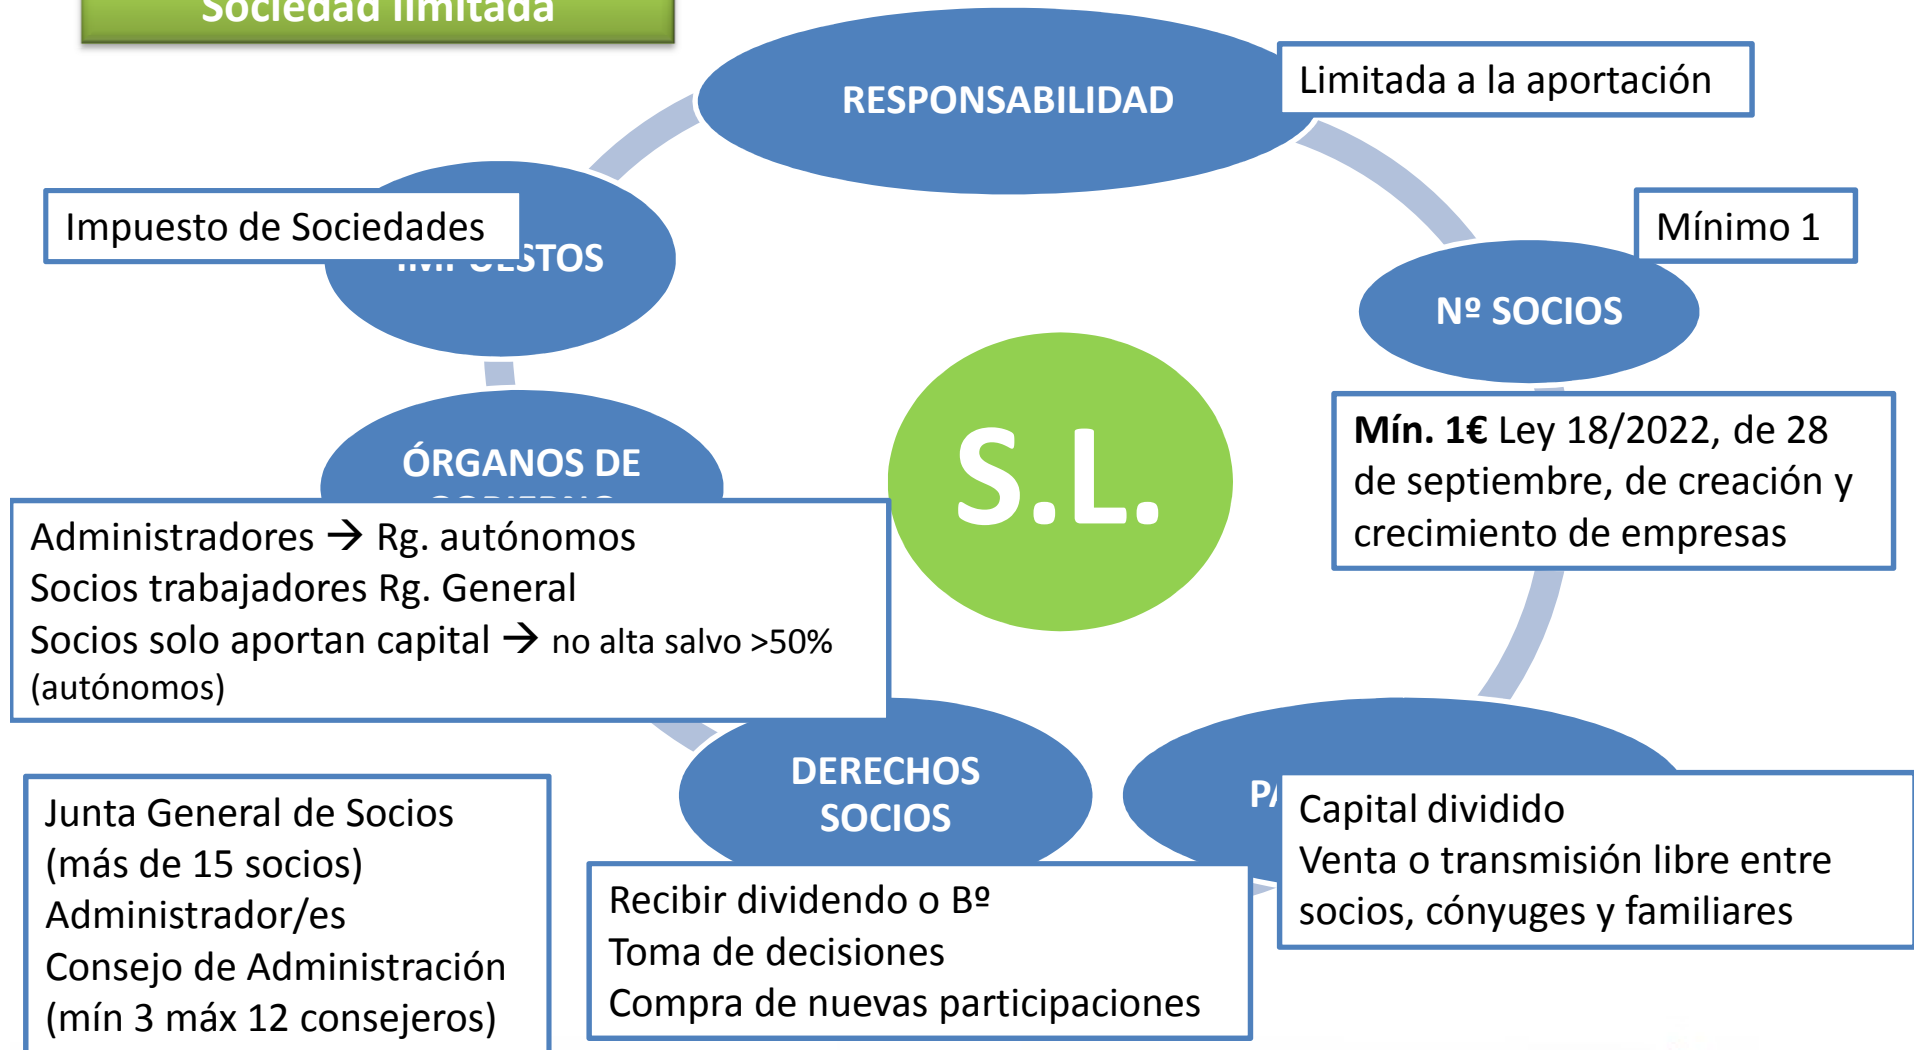 Sociedad limitada
RESPONSABILIDAD
Limitada a la aportación
Impuesto de Sociedades
IMPUESTOS
Mínimo 1
Nº SOCIOS
S.L.
Mín. 1€ Ley 18/2022, de 28
de septiembre, de creación y
crecimiento de empresas
ÓRGANOS DE
GOBIERNO
Administradores → Rg. autónomos
Socios trabajadores Rg. General
Socios solo aportan capital → no alta salvo >50%
(autónomos)
DERECHOS
SOCIOS
Capital dividido
Venta o transmisión libre entre
socios, cónyuges y familiares
Junta General de Socios
(más de 15 socios)
Administrador/es
Consejo de Administración
(mín 3 máx 12 consejeros)
Recibir dividendo o Bº
Toma de decisiones
Compra de nuevas participaciones